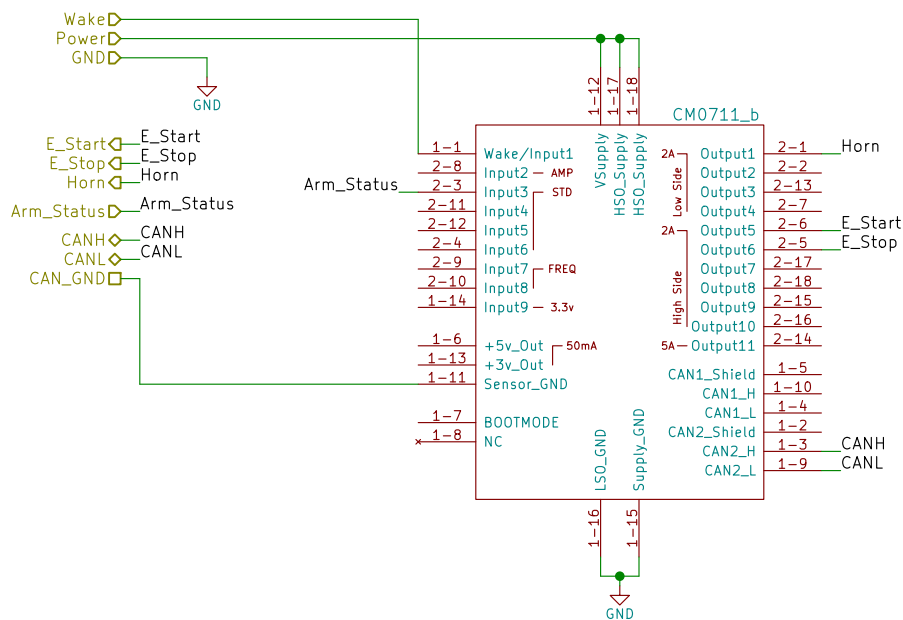 Wake
Power
GND
GND
E_Start E_Start
E_Stop E_Stop
Horn Horn
Arm_Status Arm_Status
CANH CANH
CANL CANL
CAN_GND
CM0711_b
1-12 1-17 1-18
VSupply HSO_Supply HSO_Supply
1-1 Wake/Input1
2-8 Input2 AMP
Arm_Status 2-3 Input3 STD
2-11 Input4
2-12 Input5
2-4 Input6
2-9 Input7 FREQ
2-10 Input8
1-14 Input9 3.3v
1-6 +5v_Out 50mA
1-13 +3v_Out
1-11 Sensor_GND
1-7 BOOTMODE
1-8 NC
2A Output1 2-1 Horn
Low Side
Output2 2-2
Output3 2-13
Output4 2-7
2A Output5 2-6 E_Start
High Side
Output6 2-5 E_Stop
Output7 2-17
Output8 2-18
Output9 2-15
Output10 2-16
5A Output11 2-14
CAN1_Shield 1-5
CAN1_H 1-10
CAN1_L 1-4
CAN2_Shield 1-2
CAN2_H 1-3 CANH
CAN2_L 1-9 CANL
LSO_GND Supply_GND
1-16 1-15
GND